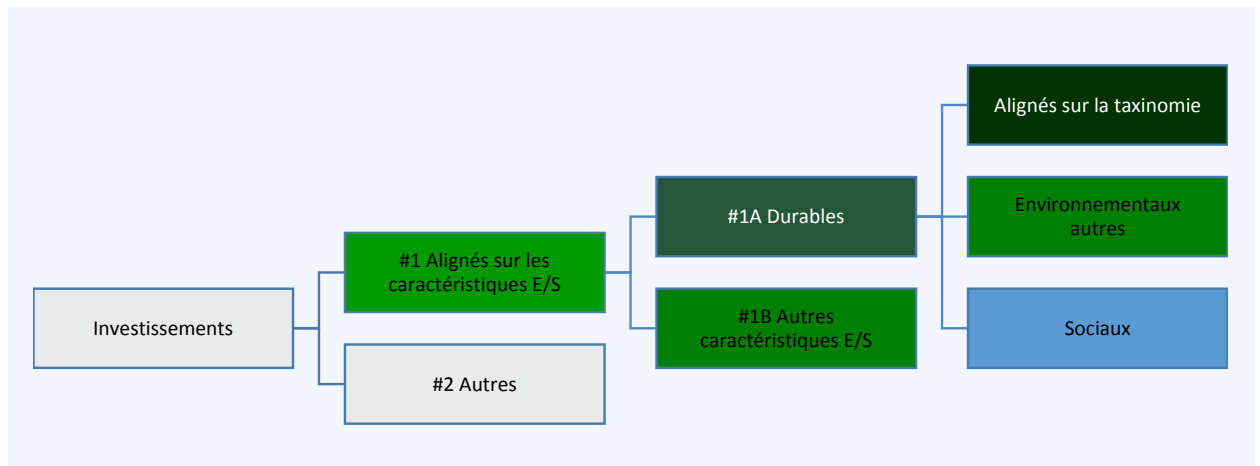 Investissements
#1 Alignés sur les
caractéristiques E/S
#2 Autres
#1A Durables
#1B Autres
caractéristiques E/S
Alignés sur la taxinomie
Environnementaux
autres
Sociaux